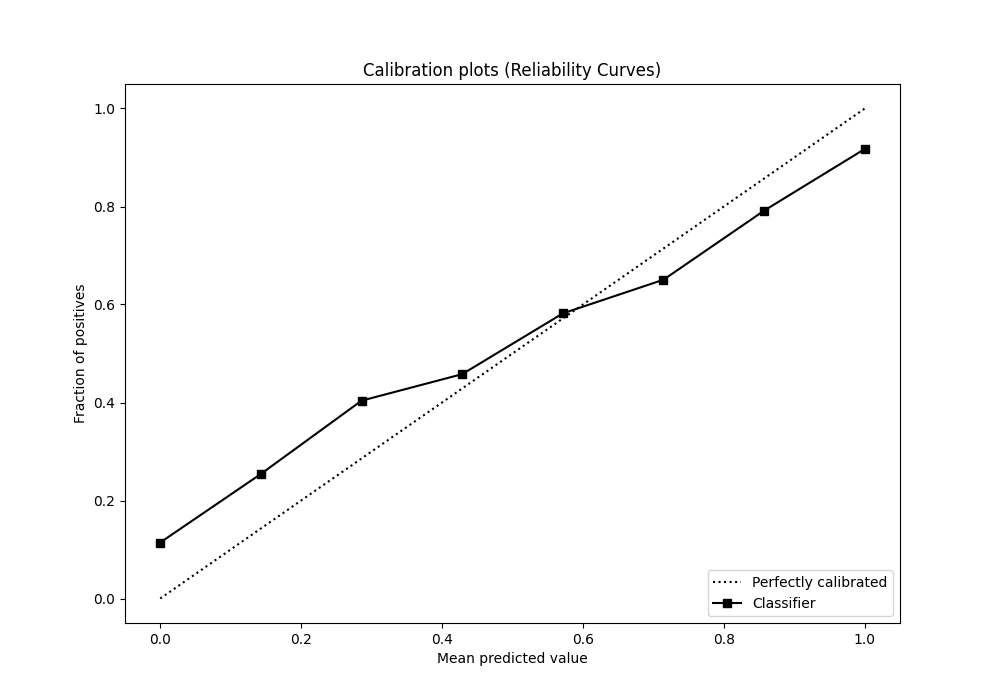 Calibration plots (Reliability Curves)
1.0
0.8
0.6
0.4
0.2
0.0
Fraction of positives
0.0 0.2 0.4 0.6 0.8 1.0
Mean predicted value
Perfectly calibrated
Classifier